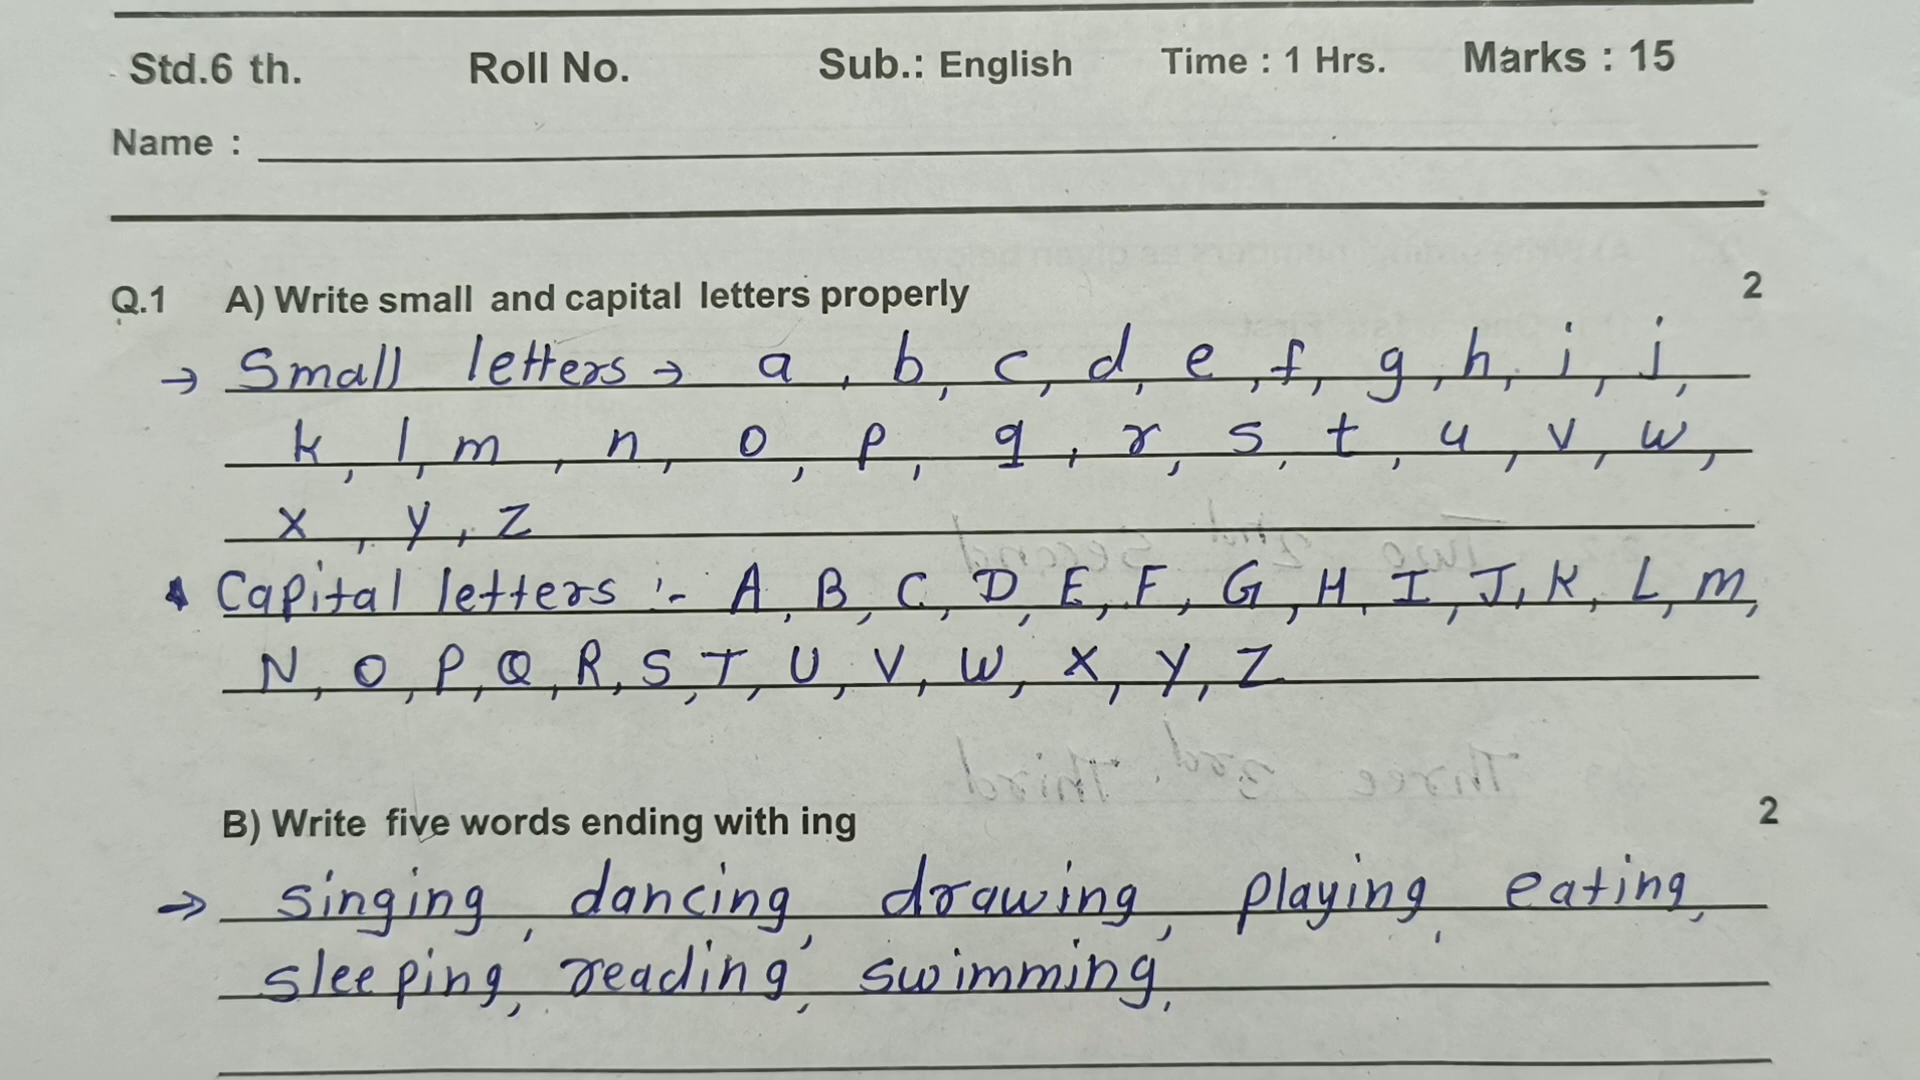 Std.6 th. Roll No. Sub.: English Time : 1 Hrs. Marks : 15
Name :
Q.1 A) Write small and capital letters properly 2
→ Small letters → a, b, c, d, e, f, g, h, i, j,
k, l, m, n, o, p, q, r, s, t, u, v, w,
x, y, z
Capital letters :- A, B, C, D, E, F, G, H, I, J, K, L, M,
N, O, P, Q, R, S, T, U, V, W, X, Y, Z
B) Write five words ending with ing 2
→ singing, dancing, drawing, playing, eating,
sleeping, reading, swimming,